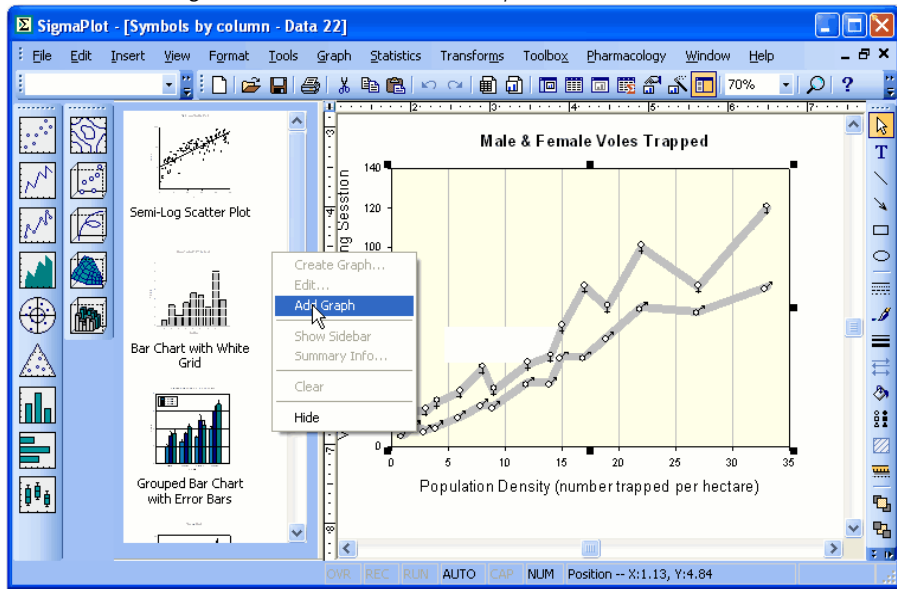 SigmaPlot - [Symbols by column - Data 22]
File Edit Insert View Format Tools Graph Statistics Transforms Toolbox Pharmacology Window Help
70%
Semi-Log Scatter Plot
Bar Chart with White
Grid
Grouped Bar Chart
with Error Bars
Create Graph...
Edit...
Add Graph
Show Sidebar
Summary Info...
Clear
Hide
Male & Female Voles Trapped
140
120
100
0
0 5 10 15 20 25 30 35
Population Density (number trapped per hectare)
OVR REC RUN AUTO CAP NUM Position -- X:1.13, Y:4.84